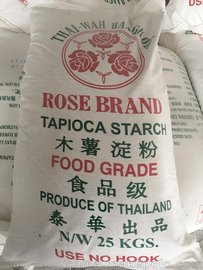 THAI-WAH BANGKOK
ROSE BRAND
TAPIOCA STARCH
木薯淀粉
FOOD GRADE
食品级
PRODUCE OF THAILAND
泰華出品
N/W 25 KGS.
USE NO HOOK